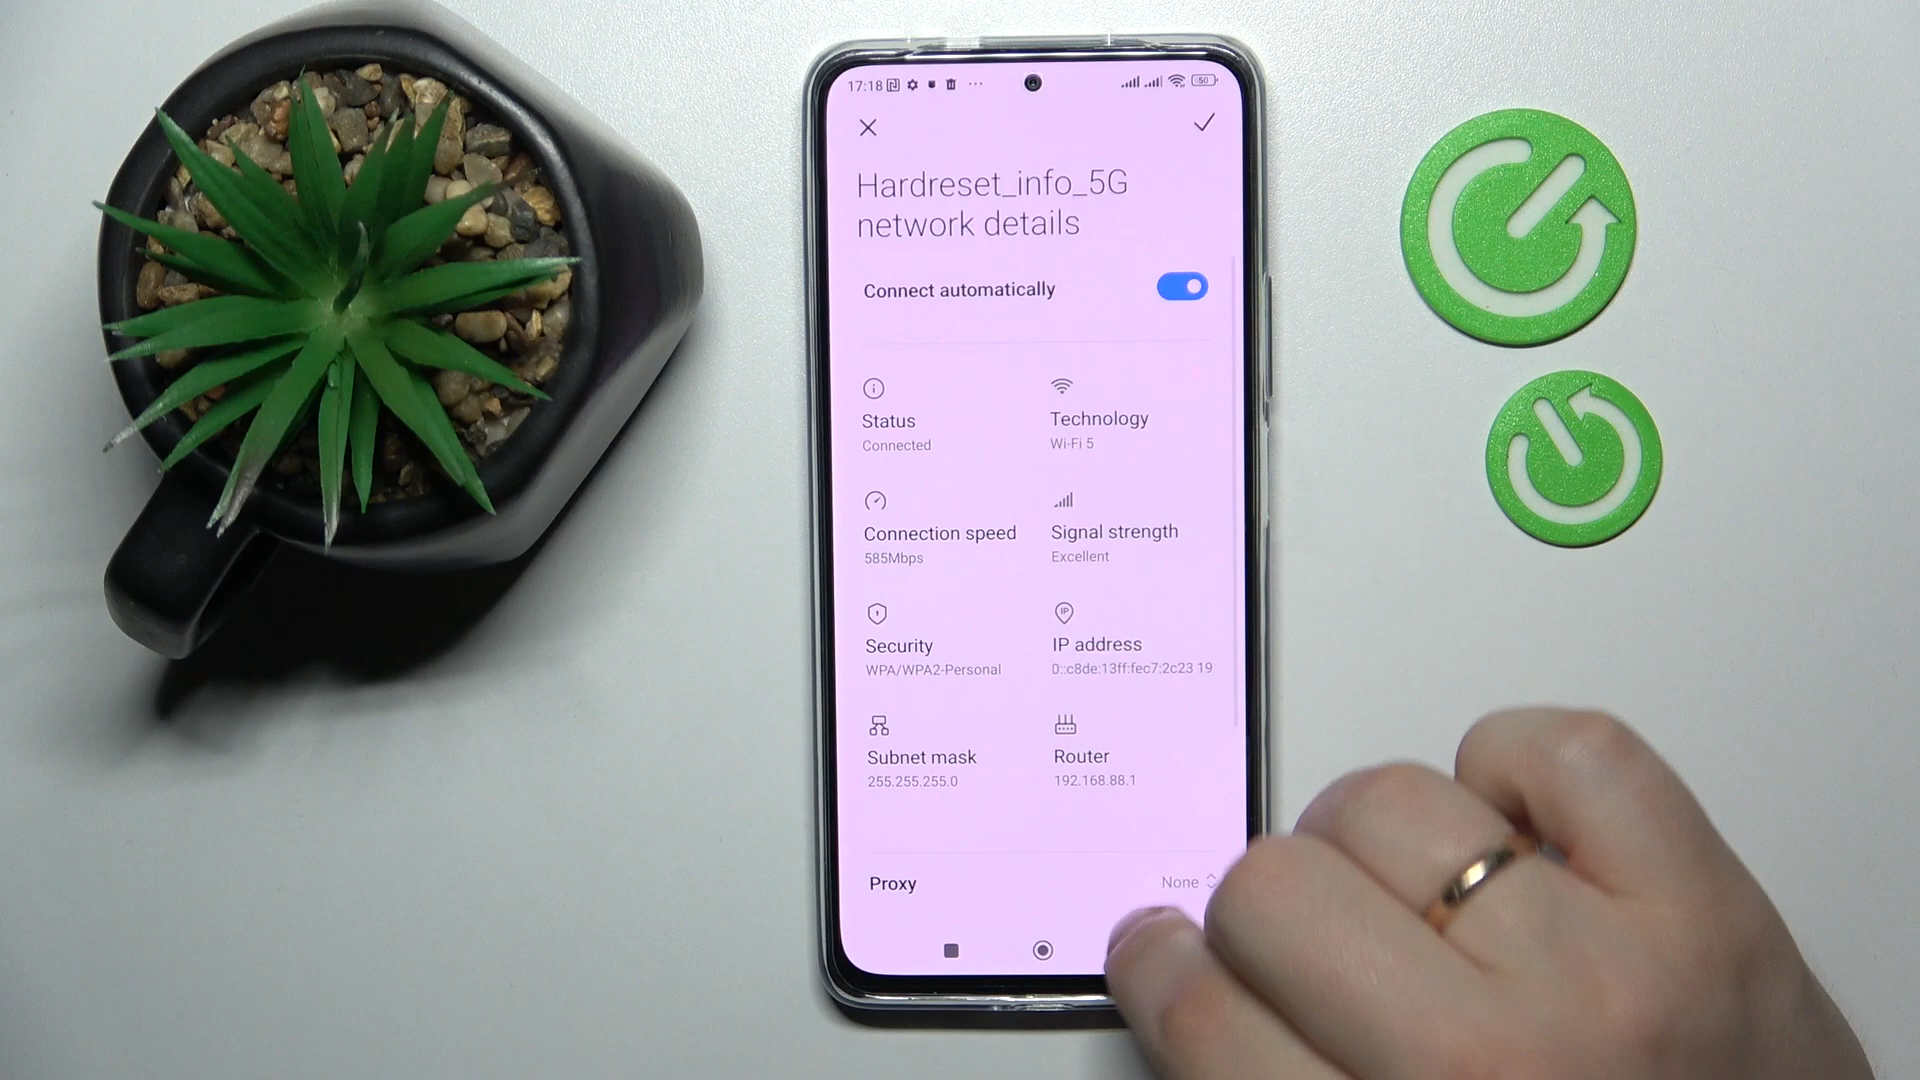 17:18 50
Hardreset_info_5G
network details
Connect automatically
Status Technology
Connected Wi-Fi 5
Connection speed Signal strength
585Mbps Excellent
IP
Security IP address
WPA/WPA2-Personal 0::c8de:13ff:fec7:2c23 19
Subnet mask Router
255.255.255.0 192.168.88.1
Proxy None